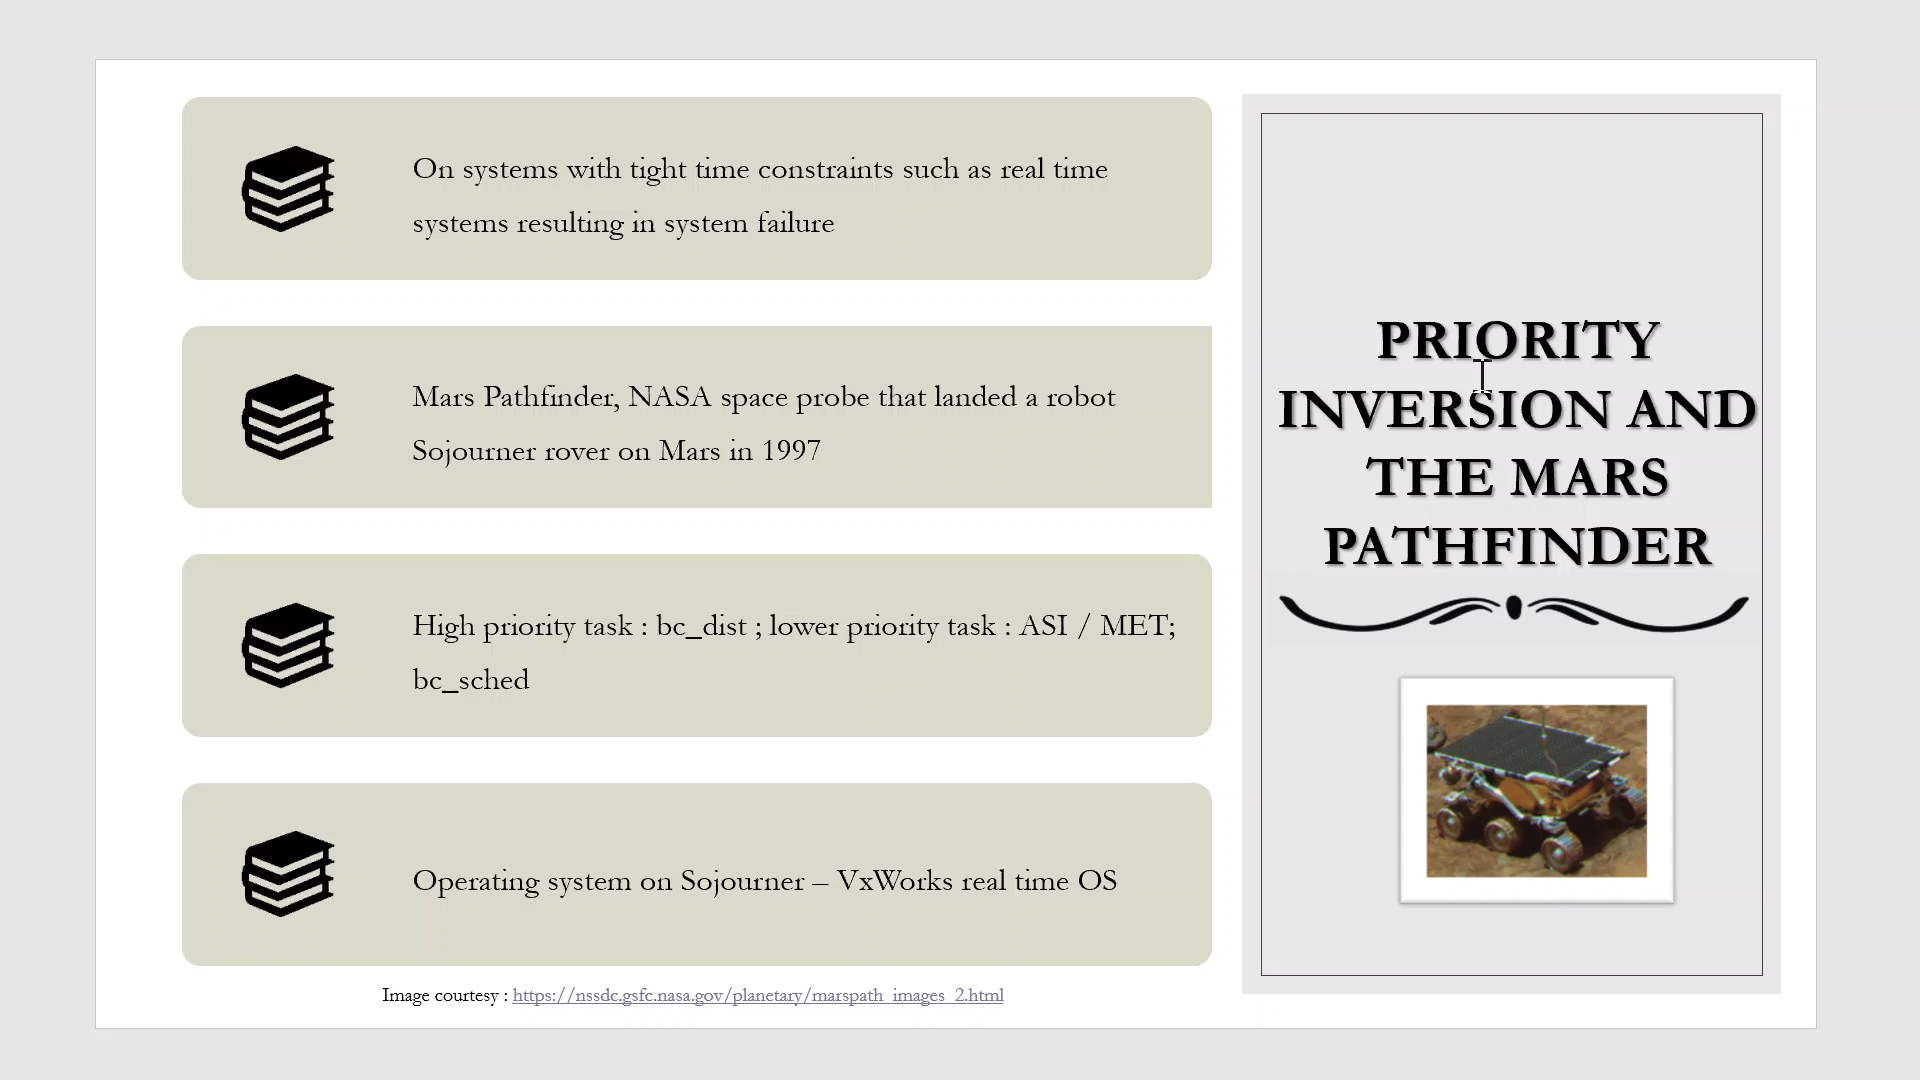 On systems with tight time constraints such as real time
systems resulting in system failure
Mars Pathfinder, NASA space probe that landed a robot
Sojourner rover on Mars in 1997
High priority task : bc_dist ; lower priority task : ASI / MET;
bc_sched
Operating system on Sojourner – VxWorks real time OS
Image courtesy : https://nssdc.gsfc.nasa.gov/planetary/marspath_images_2.html
PRIORITY
INVERSION AND
THE MARS
PATHFINDER